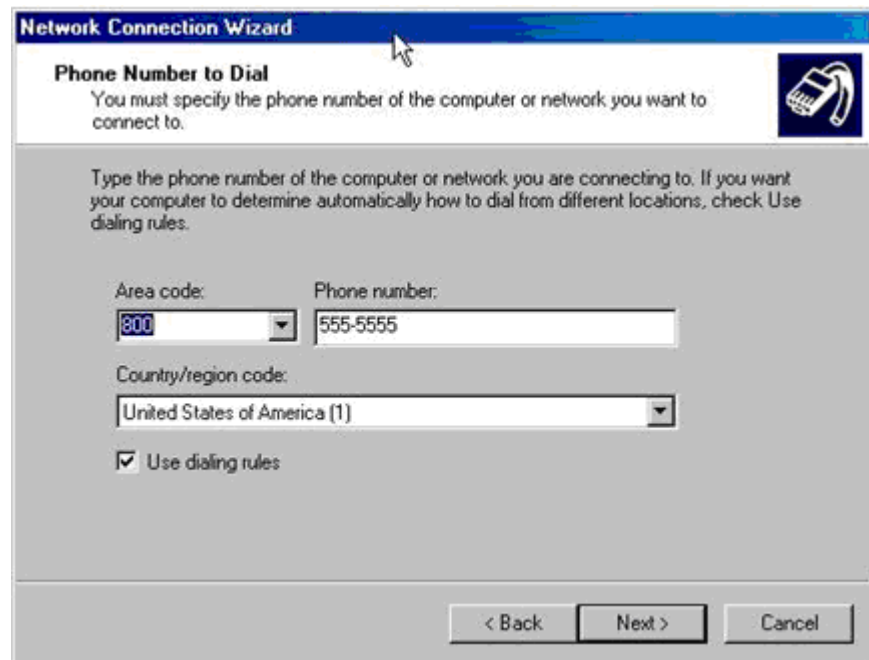 Network Connection Wizard
Phone Number to Dial
You must specify the phone number of the computer or network you want to
connect to.
Type the phone number of the computer or network you are connecting to. If you want
your computer to determine automatically how to dial from different locations, check Use
dialing rules.
Area code: Phone number:
800 555-5555
Country/region code:
United States of America (1)
Use dialing rules
< Back Next > Cancel